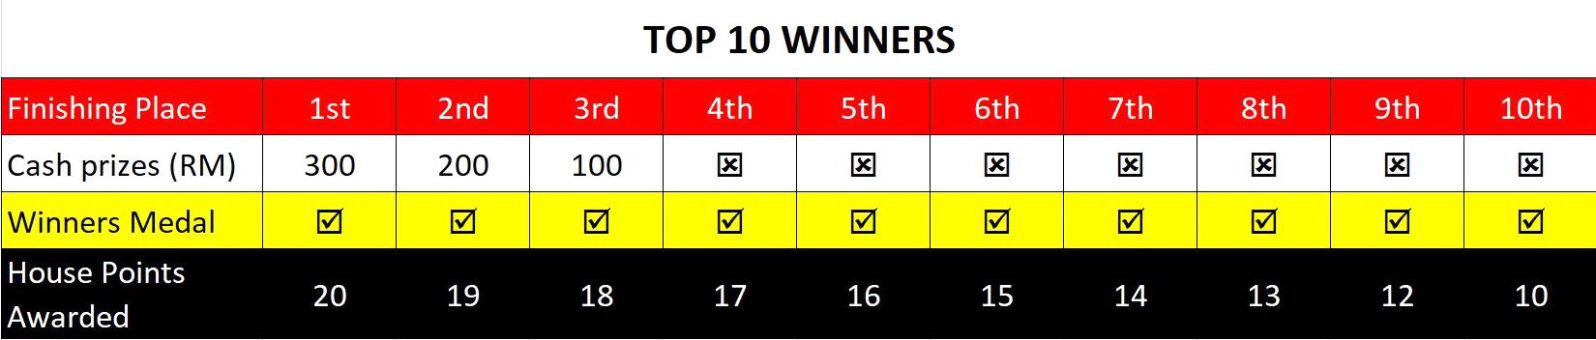 TOP 10 WINNERS
Finishing Place 1st 2nd 3rd 4th 5th 6th 7th 8th 9th 10th
Cash prizes (RM) 300 200 100 ☒ ☒ ☒ ☒ ☒ ☒ ☒
Winners Medal ☑ ☑ ☑ ☑ ☑ ☑ ☑ ☑ ☑ ☑
House Points
Awarded 20 19 18 17 16 15 14 13 12 10